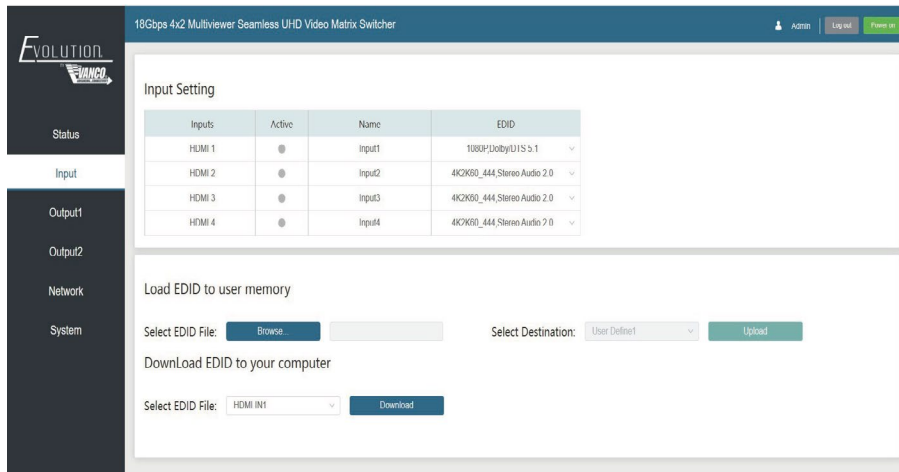 18Gbps 4x2 Multiviewer Seamless UHD Video Matrix Switcher
Admin
Log out
Power on
EVOLUTION
BY EVANCO
Status
Input
Output1
Output2
Network
System
Input Setting
Inputs Active Name EDID
HDMI 1 Input1 1080P,Dolby/DTS 5.1
HDMI 2 Input2 4K2K60_444,Stereo Audio 2.0
HDMI 3 Input3 4K2K60_444,Stereo Audio 2.0
HDMI 4 Input4 4K2K60_444,Stereo Audio 2.0
Load EDID to user memory
Select EDID File: Browse... Select Destination: User Define1 Upload
DownLoad EDID to your computer
Select EDID File: HDMI IN1 Download